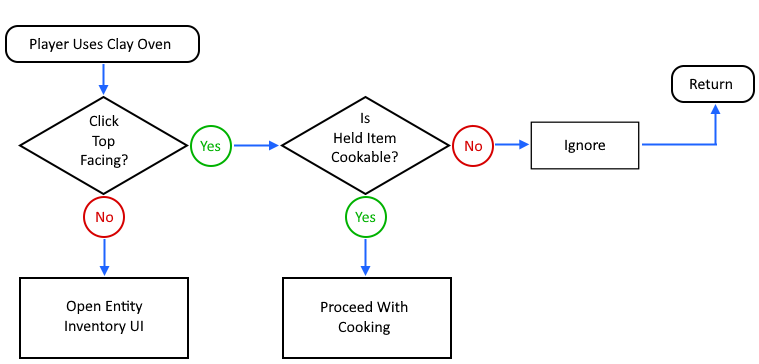 Player Uses Clay Oven
Click
Top
Facing?
Yes
Is
Held Item
Cookable?
No
Ignore
Return
No
Yes
Open Entity
Inventory UI
Proceed With
Cooking